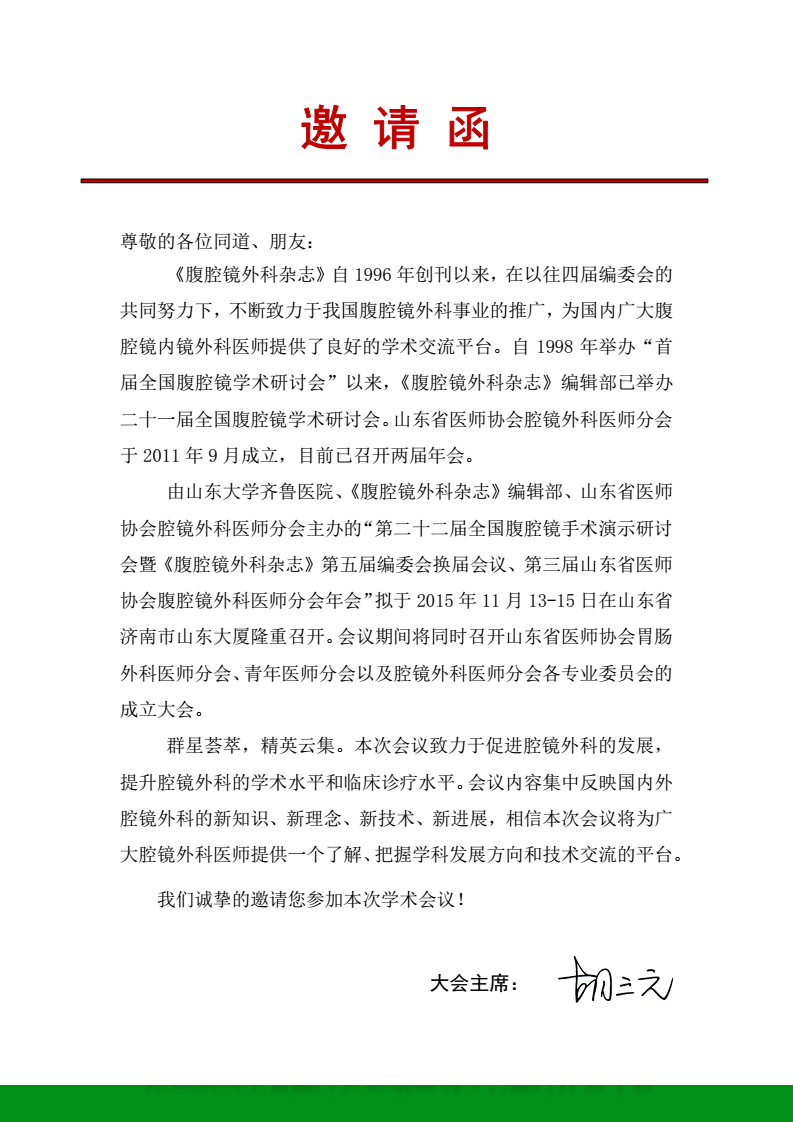 邀 请 函
尊敬的各位同道、朋友：
《腹腔镜外科杂志》自 1996 年创刊以来，在以往四届编委会的
共同努力下，不断致力于我国腹腔镜外科事业的推广，为国内广大腹
腔镜内镜外科医师提供了良好的学术交流平台。自 1998 年举办“首
届全国腹腔镜学术研讨会”以来，《腹腔镜外科杂志》编辑部已举办
二十一届全国腹腔镜学术研讨会。山东省医师协会腔镜外科医师分会
于 2011 年 9 月成立，目前已召开两届年会。
由山东大学齐鲁医院、《腹腔镜外科杂志》编辑部、山东省医师
协会腔镜外科医师分会主办的“第二十二届全国腹腔镜手术演示研讨
会暨《腹腔镜外科杂志》第五届编委会换届会议、第三届山东省医师
协会腹腔镜外科医师分会年会”拟于 2015 年 11 月 13-15 日在山东省
济南市山东大厦隆重召开。会议期间将同时召开山东省医师协会胃肠
外科医师分会、青年医师分会以及腔镜外科医师分会各专业委员会的
成立大会。
群星荟萃，精英云集。本次会议致力于促进腔镜外科的发展，
提升腔镜外科的学术水平和临床诊疗水平。会议内容集中反映国内外
腔镜外科的新知识、新理念、新技术、新进展，相信本次会议将为广
大腔镜外科医师提供一个了解、把握学科发展方向和技术交流的平台。
我们诚挚的邀请您参加本次学术会议！
大会主席： 胡三元